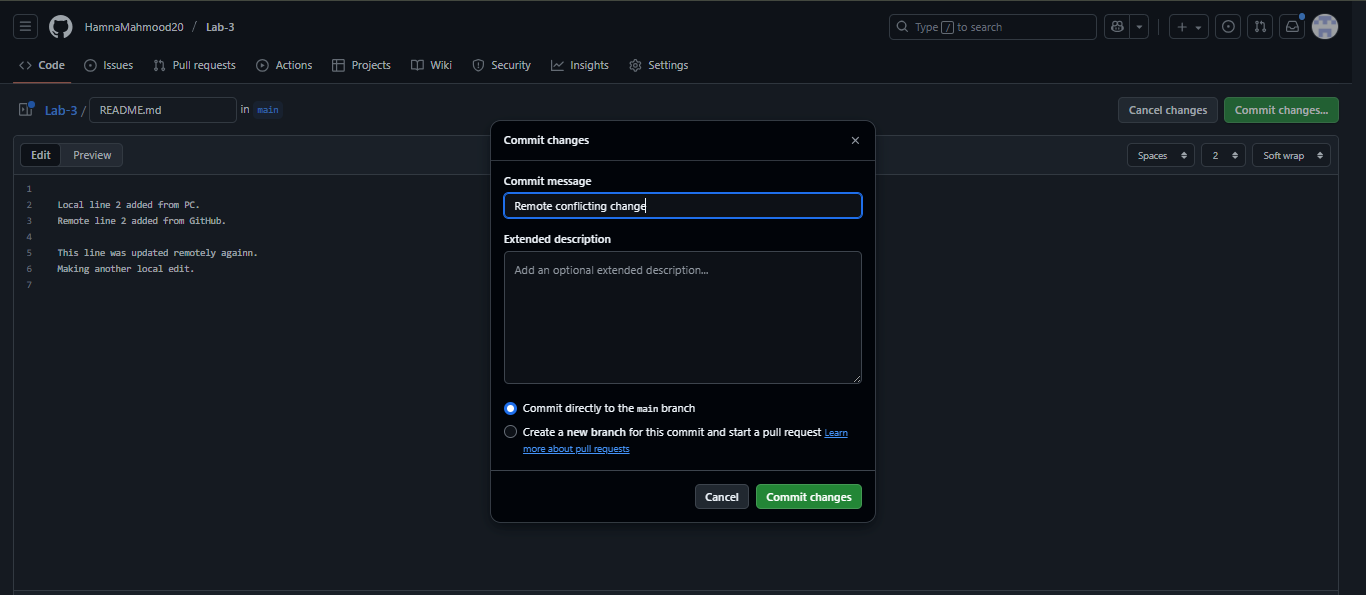 HamnaMahmood20 / Lab-3
Type / to search
Code Issues Pull requests Actions Projects Wiki Security Insights Settings
Lab-3 / README.md in main
Cancel changes Commit changes...
Edit Preview
Spaces 2 Soft wrap
1
2 Local line 2 added from PC.
3 Remote line 2 added from GitHub.
4
5 This line was updated remotely againn.
6 Making another local edit.
7
Commit changes
Commit message
Remote conflicting change
Extended description
Add an optional extended description...
Commit directly to the main branch
Create a new branch for this commit and start a pull request Learn
more about pull requests
Cancel Commit changes